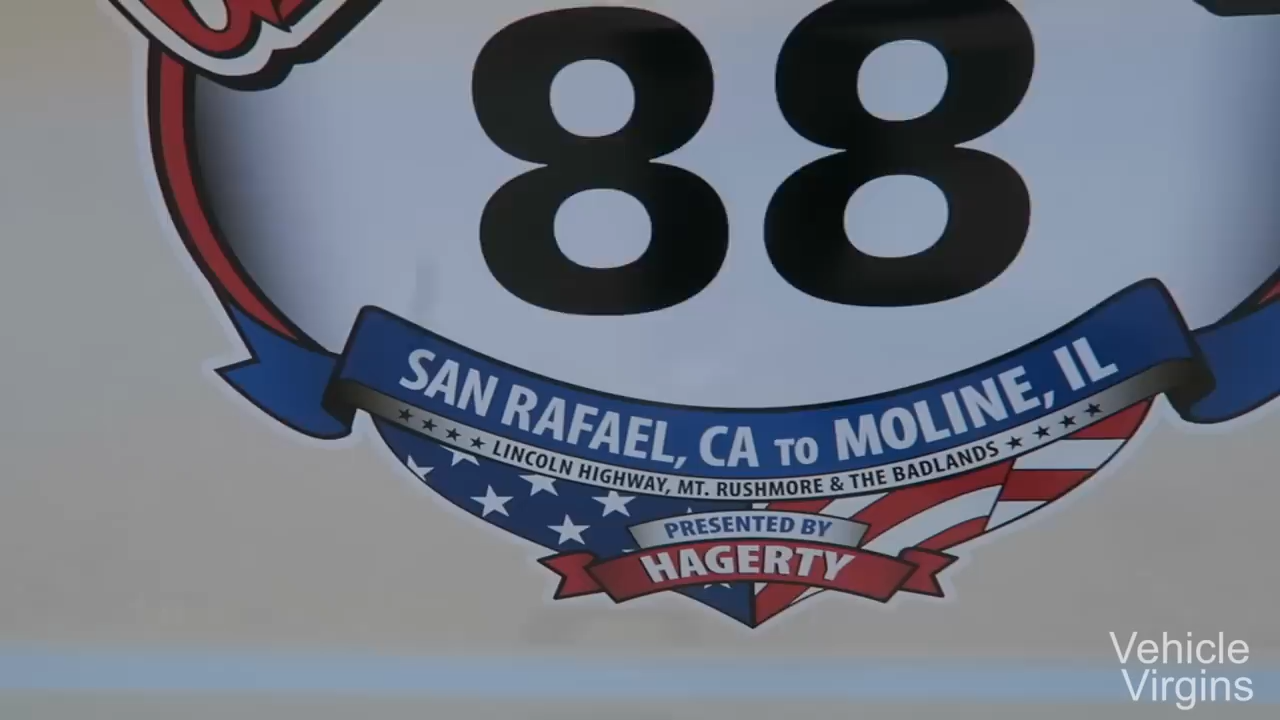 88
SAN RAFAEL, CA TO MOLINE, IL
LINCOLN HIGHWAY, MT. RUSHMORE & THE BADLANDS
PRESENTED BY
HAGERTY
Vehicle
Virgins